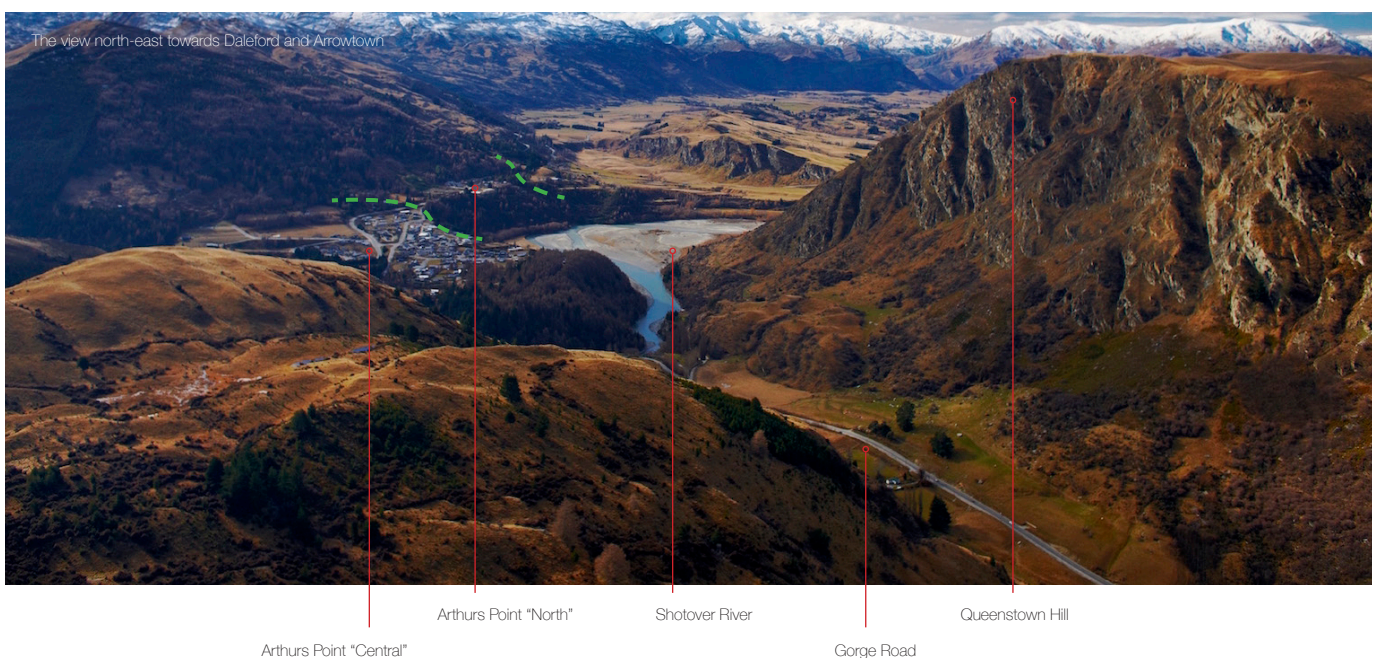 The view north-east towards Daleford and Arrowtown
Arthurs Point “North”
Shotover River
Queenstown Hill
Arthurs Point “Central”
Gorge Road